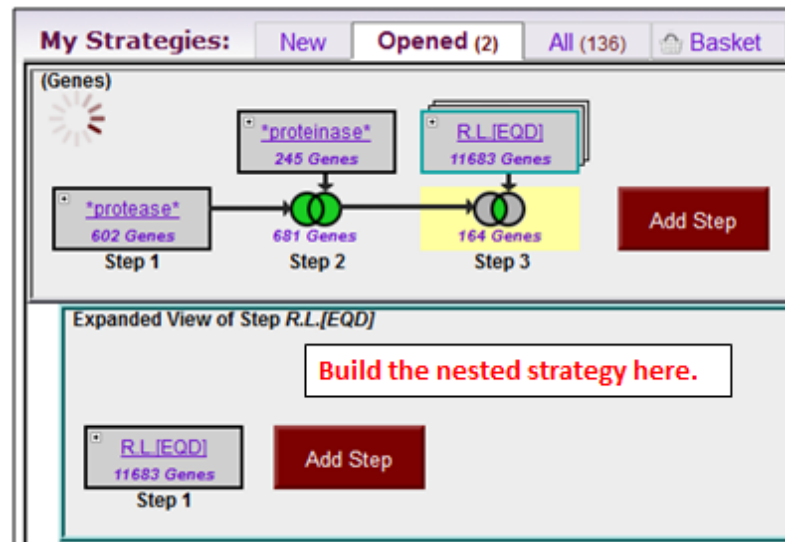 My Strategies: New Opened (2) All (136) Basket
(Genes)
*proteinase*
245 Genes
R.L.[EQD]
11683 Genes
*protease*
602 Genes
681 Genes
164 Genes
Add Step
Step 1
Step 2
Step 3
Expanded View of Step R.L.[EQD]
Build the nested strategy here.
R.L.[EQD]
11683 Genes
Step 1
Add Step